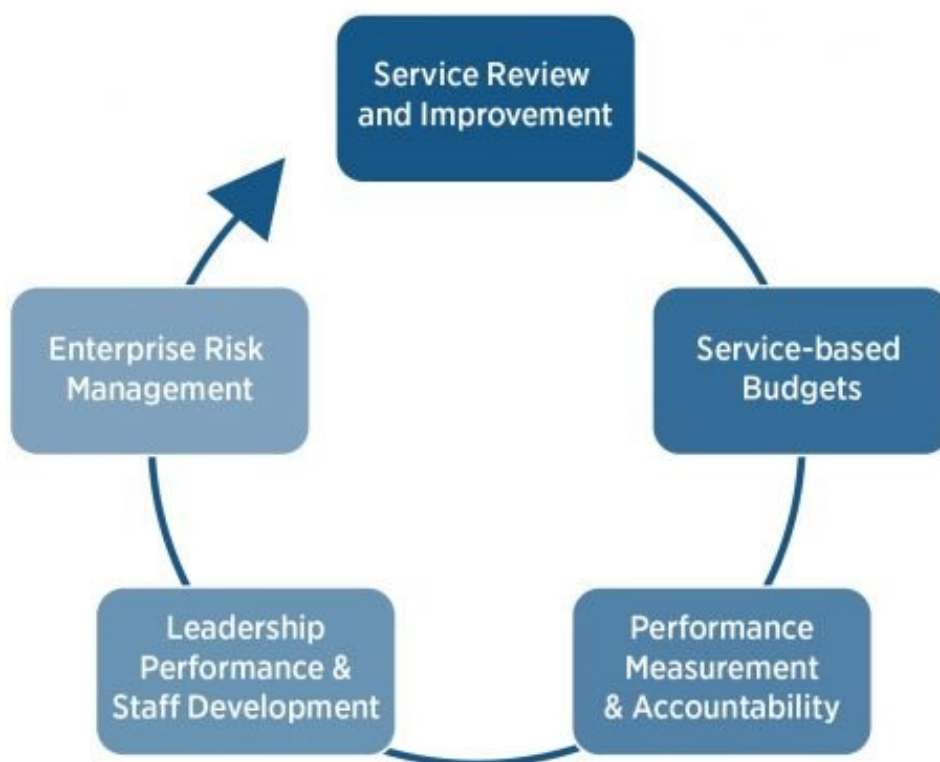 Service Review
and Improvement
Service-based
Budgets
Performance
Measurement
& Accountability
Leadership
Performance &
Staff Development
Enterprise Risk
Management